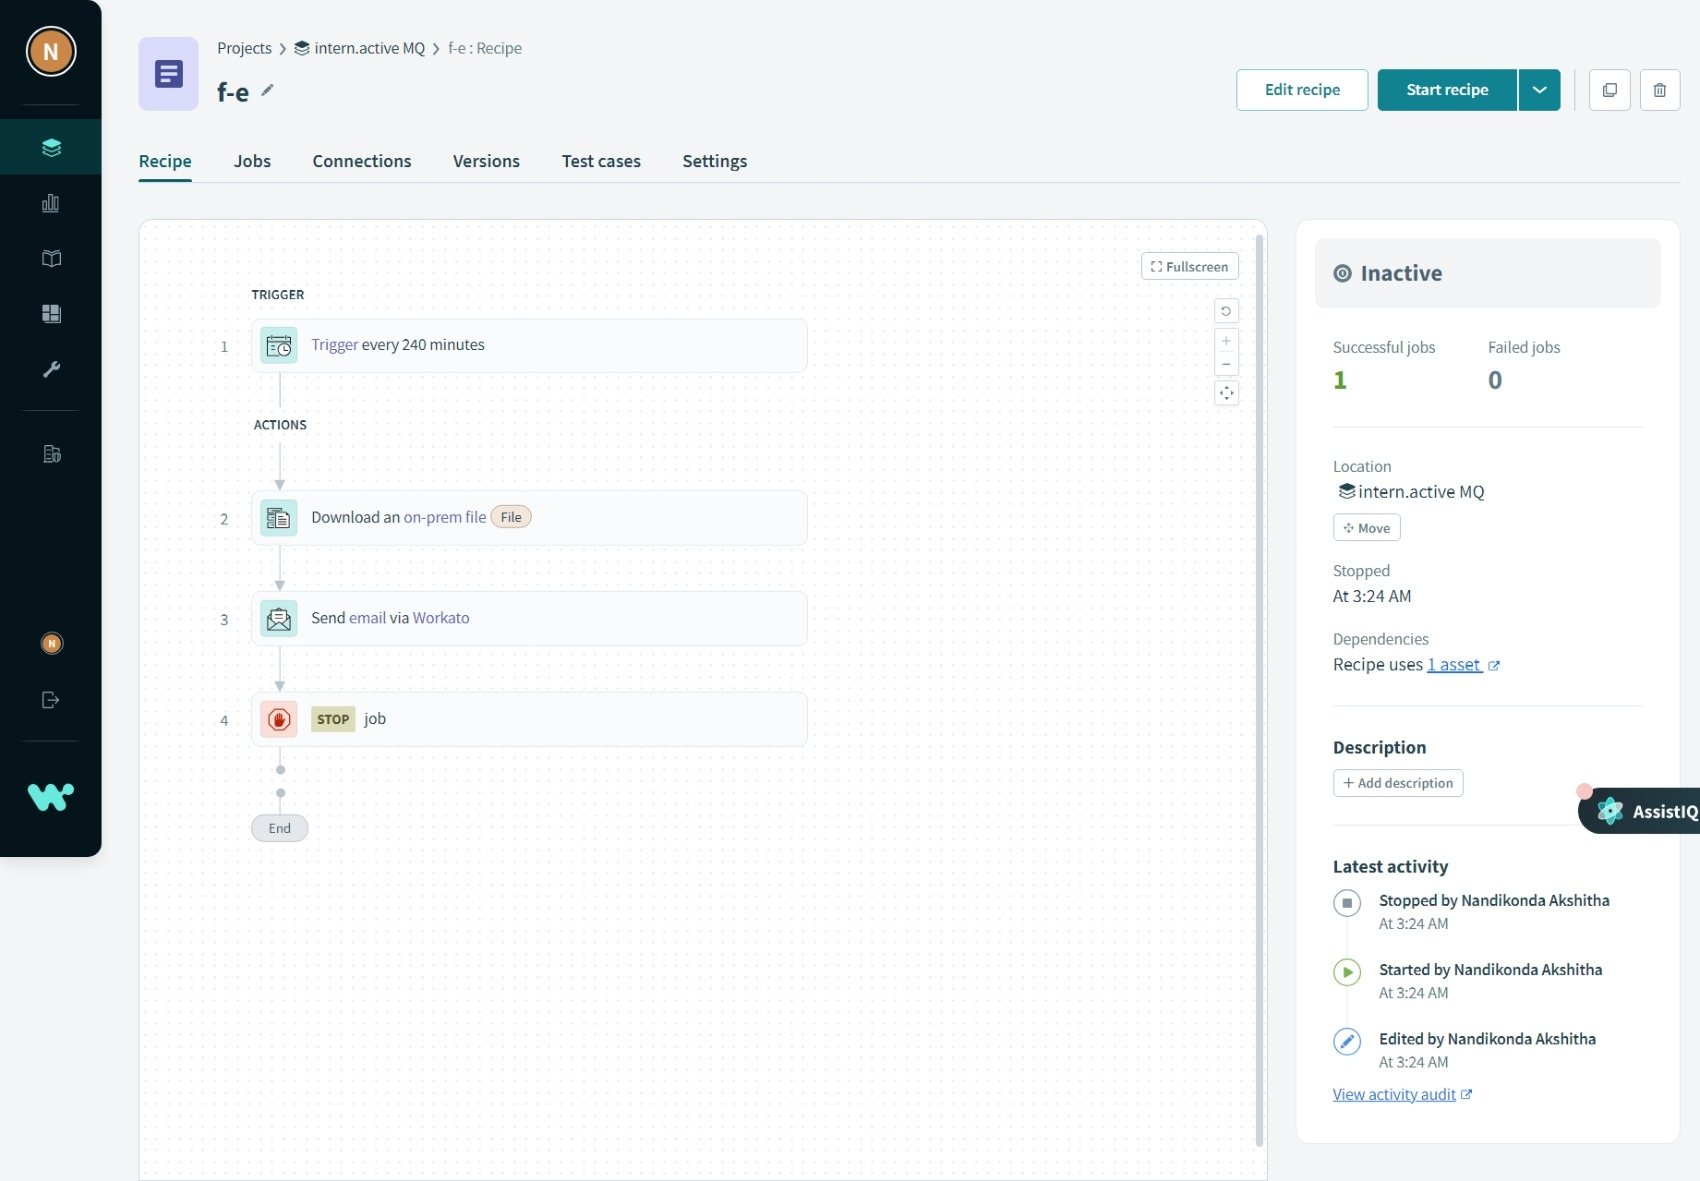 N
Projects > intern.active MQ > f-e : Recipe
f-e
Edit recipe
Start recipe
Recipe
Jobs
Connections
Versions
Test cases
Settings
Fullscreen
TRIGGER
1
Trigger every 240 minutes
ACTIONS
2
Download an on-prem file File
3
Send email via Workato
4
STOP job
End
Inactive
Successful jobs
1
Failed jobs
0
Location
intern.active MQ
Move
Stopped
At 3:24 AM
Dependencies
Recipe uses 1 asset
Description
+ Add description
AssistIQ
Latest activity
Stopped by Nandikonda Akshitha
At 3:24 AM
Started by Nandikonda Akshitha
At 3:24 AM
Edited by Nandikonda Akshitha
At 3:24 AM
View activity audit
N